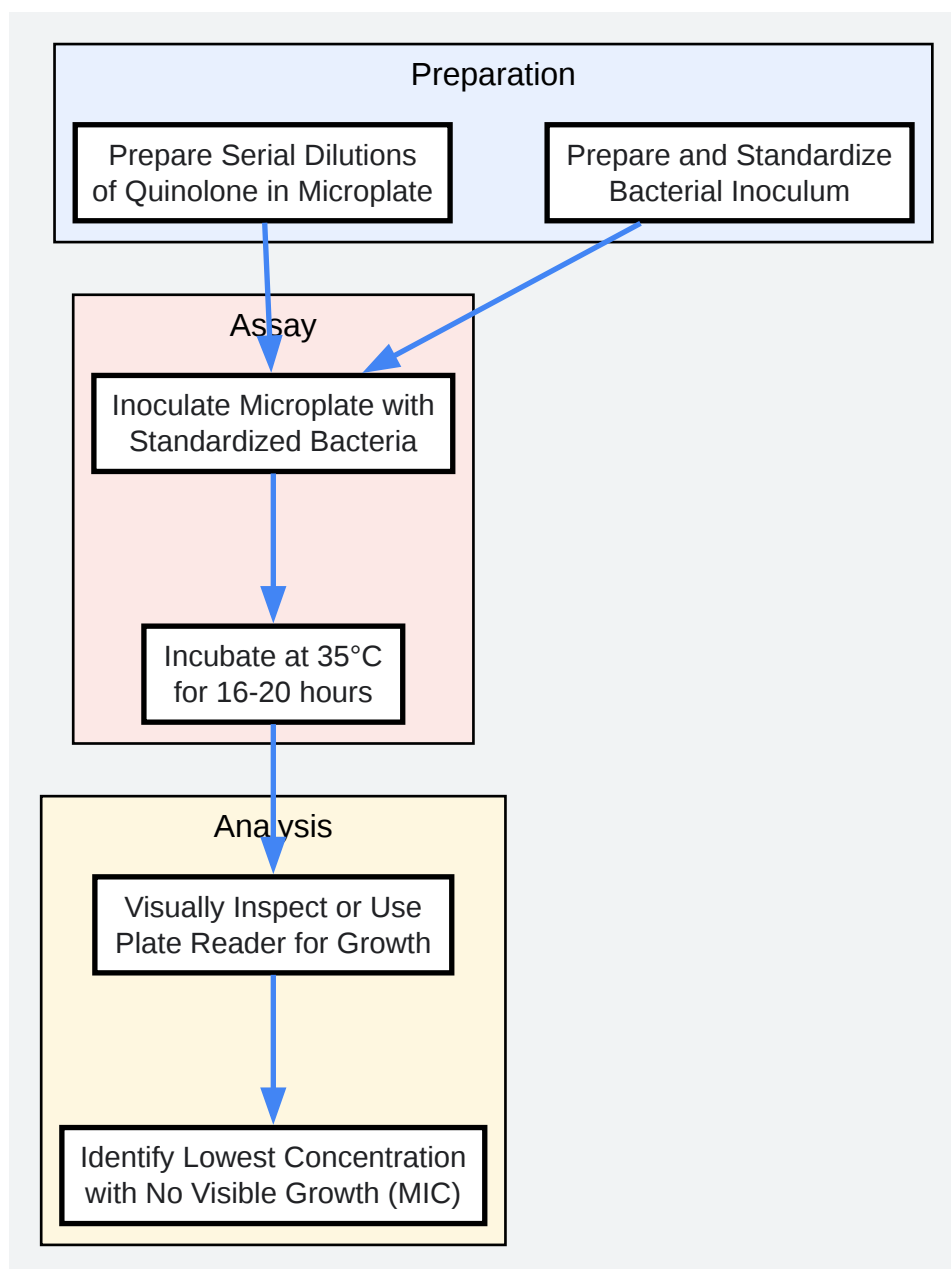 Preparation
Prepare Serial Dilutions
of Quinolone in Microplate
Prepare and Standardize
Bacterial Inoculum
Assay
Inoculate Microplate with
Standardized Bacteria
Incubate at 35°C
for 16-20 hours
Analysis
Visually Inspect or Use
Plate Reader for Growth
Identify Lowest Concentration
with No Visible Growth (MIC)